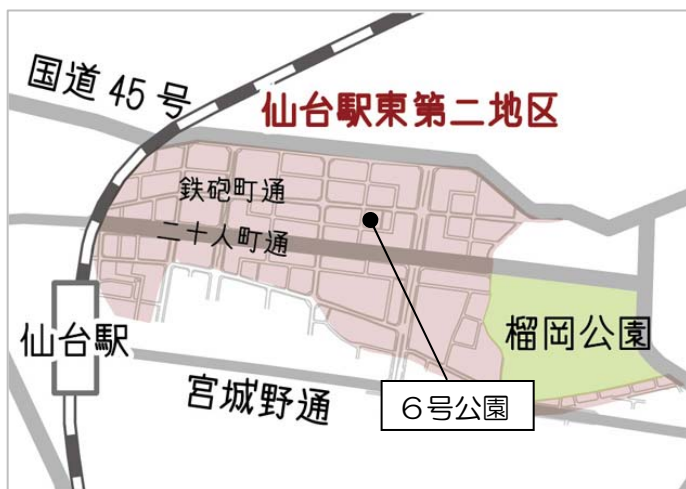 国道45号
仙台駅東第二地区
鉄砲町通
二十人町通
仙台駅
榴岡公園
宮城野通
６号公園